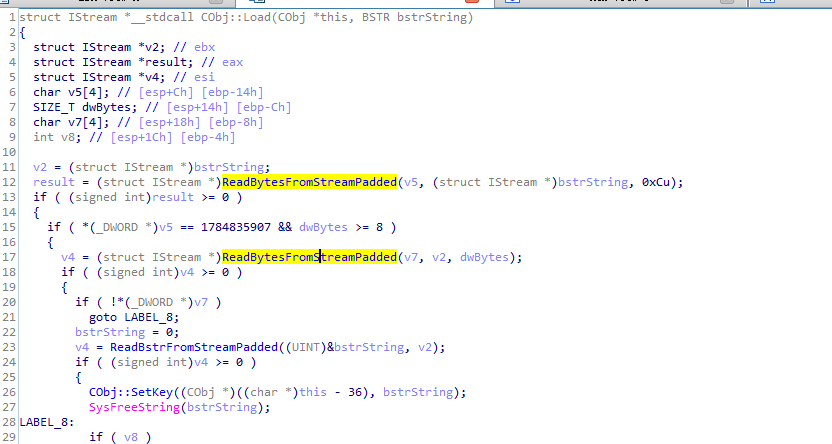 1 struct IStream *__stdcall CObj::Load(CObj *this, BSTR bstrString)
2 {
3 struct IStream *v2; // ebx
4 struct IStream *result; // eax
5 struct IStream *v4; // esi
6 char v5[4]; // [esp+Ch] [ebp-14h]
7 SIZE_T dwBytes; // [esp+14h] [ebp-Ch]
8 char v7[4]; // [esp+18h] [ebp-8h]
9 int v8; // [esp+1Ch] [ebp-4h]
10
11 v2 = (struct IStream *)bstrString;
12 result = (struct IStream *)ReadBytesFromStreamPadded(v5, (struct IStream *)bstrString, 0xCu);
13 if ( (signed int)result >= 0 )
14 {
15 if ( *(_DWORD *)v5 == 1784835907 && dwBytes >= 8 )
16 {
17 v4 = (struct IStream *)ReadBytesFromStreamPadded(v7, v2, dwBytes);
18 if ( (signed int)v4 >= 0 )
19 {
20 if ( !*(_DWORD *)v7 )
21 goto LABEL_8;
22 bstrString = 0;
23 v4 = ReadBstrFromStreamPadded((UINT)&bstrString, v2);
24 if ( (signed int)v4 >= 0 )
25 {
26 CObj::SetKey((CObj *)((char *)this - 36), bstrString);
27 SysFreeString(bstrString);
28 LABEL_8:
29 if ( v8 )